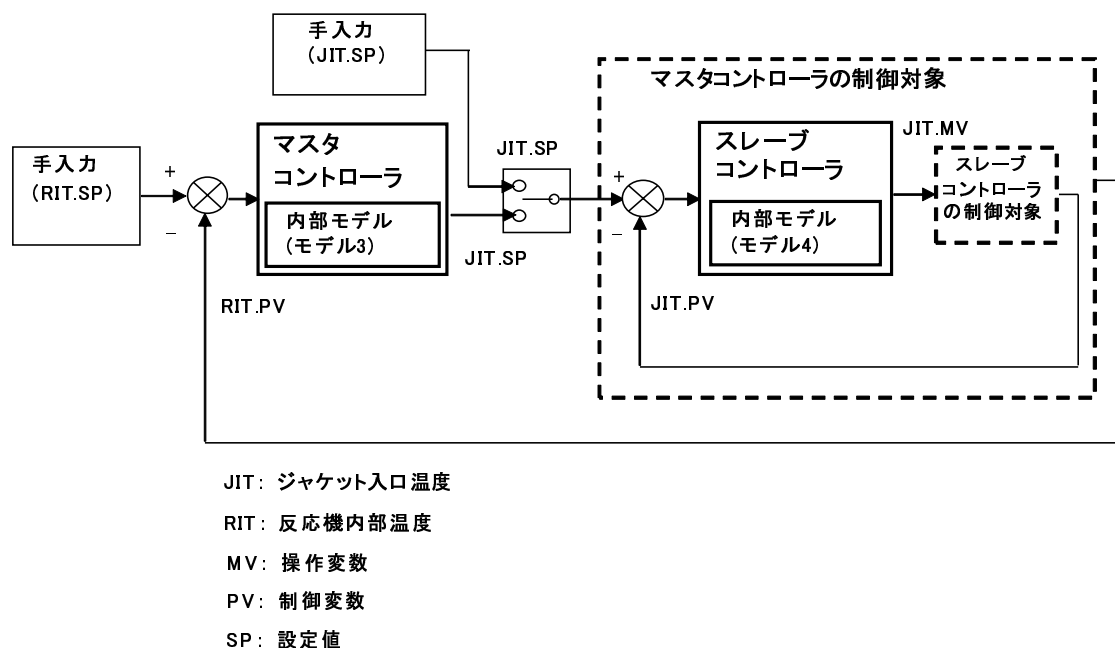 手入力
(JIT.SP)
マスタコントローラの制御対象
手入力
(RIT.SP)
+
−
マスタ
コントローラ
内部モデル
(モデル3)
JIT.SP
JIT.SP
+
−
スレーブ
コントローラ
内部モデル
(モデル4)
JIT.MV
スレーブ
コントローラ
の制御対象
RIT.PV
JIT.PV
JIT: ジャケット入口温度
RIT: 反応機内部温度
MV: 操作変数
PV: 制御変数
SP: 設定値